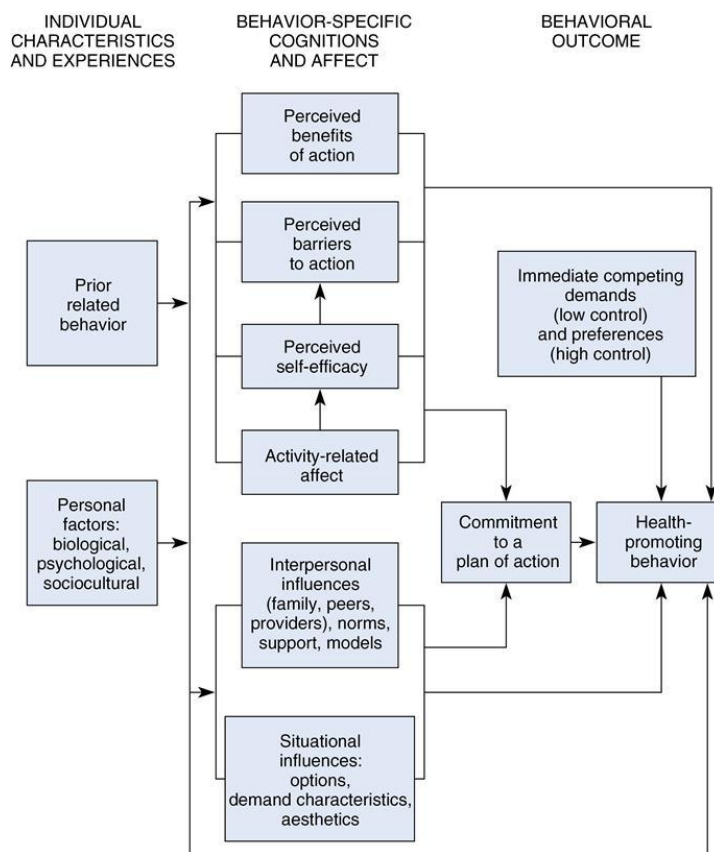 INDIVIDUAL
CHARACTERISTICS
AND EXPERIENCES
BEHAVIOR-SPECIFIC
COGNITIONS
AND AFFECT
BEHAVIORAL
OUTCOME
Perceived
benefits
of action
Perceived
barriers
to action
Prior
related
behavior
Immediate competing
demands
(low control)
and preferences
(high control)
Perceived
self-efficacy
Activity-related
affect
Personal
factors:
biological,
psychological,
sociocultural
Commitment
to a
plan of action
Health-
promoting
behavior
Interpersonal
influences
(family, peers,
providers), norms,
support, models
Situational
influences:
options,
demand characteristics,
aesthetics